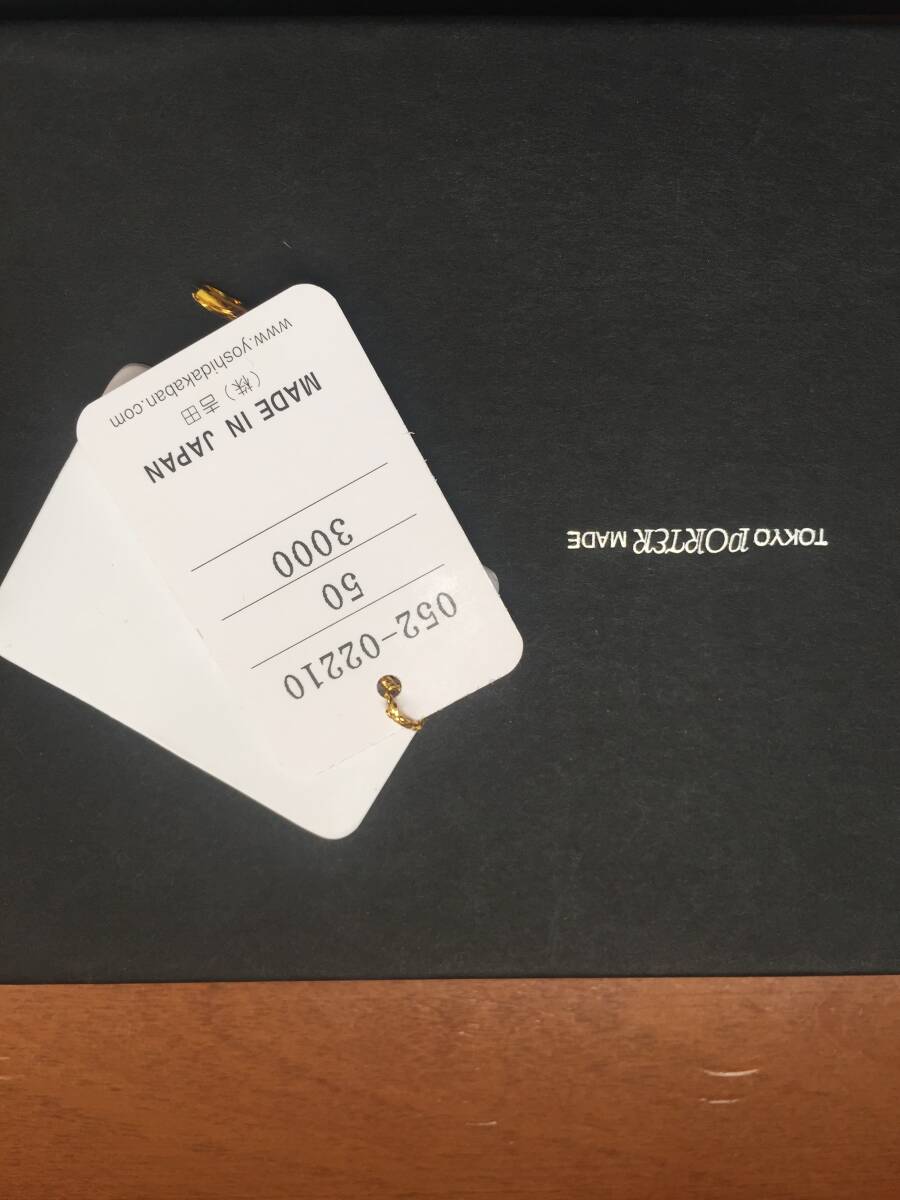 052-02210
50
3000
MADE IN JAPAN
(株)吉田
www.yoshidakaban.com
TOKYO PORTER MADE